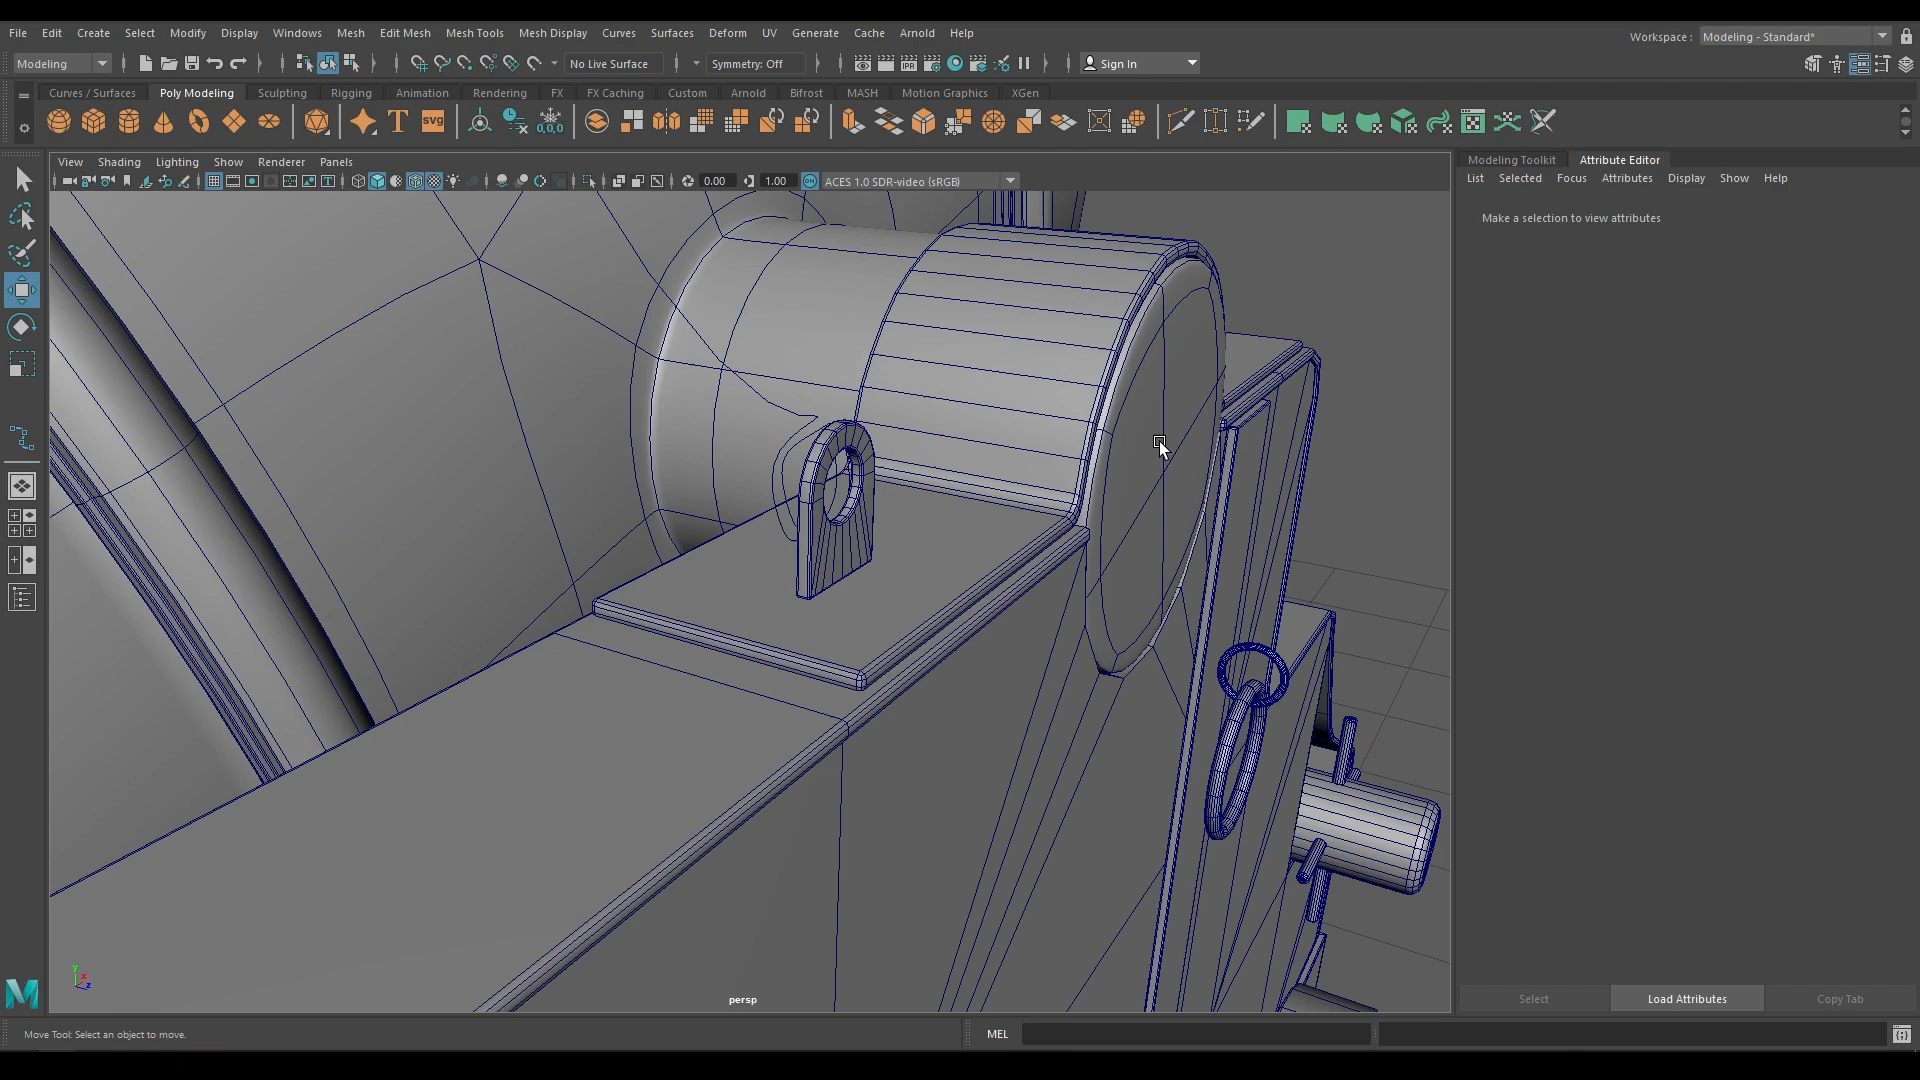 File Edit Create Select Modify Display Windows Mesh Edit Mesh Mesh Tools Mesh Display Curves Surfaces Deform UV Generate Cache Arnold Help
Workspace : Modeling - Standard*
Modeling No Live Surface Symmetry: Off IPR Sign In
Curves / Surfaces Poly Modeling Sculpting Rigging Animation Rendering FX FX Caching Custom Arnold Bifrost MASH Motion Graphics XGen
T svg 0,0,0
View Shading Lighting Show Renderer Panels
0.00 1.00 ON ACES 1.0 SDR-video (sRGB)
Modeling Toolkit Attribute Editor
List Selected Focus Attributes Display Show Help
Make a selection to view attributes
y x z
persp
M
Select Load Attributes Copy Tab
Move Tool: Select an object to move.
MEL